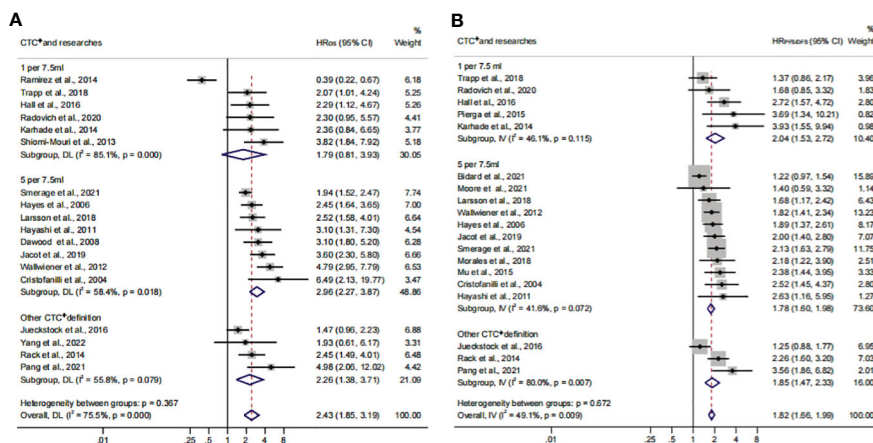 A
%
CTC♦and researches HROS (95% CI) Weight
1 per 7.5ml
Ramirez et al., 2014 0.39 (0.22, 0.67) 6.18
Trapp et al., 2018 2.07 (1.01, 4.24) 5.25
Hall et al., 2016 2.29 (1.12, 4.67) 5.26
Radovich et al., 2020 2.30 (0.95, 5.57) 4.41
Karhade et al., 2014 2.36 (0.84, 6.65) 3.77
Shiomi-Mouri et al., 2013 3.82 (1.84, 7.92) 5.18
Subgroup, DL (I² = 85.1%, p = 0.000) 1.79 (0.81, 3.93) 30.05
5 per 7.5ml
Smerage et al., 2021 1.94 (1.52, 2.47) 7.74
Hayes et al., 2006 2.45 (1.64, 3.65) 7.00
Larsson et al., 2018 2.52 (1.58, 4.01) 6.64
Hayashi et al., 2011 3.10 (1.31, 7.30) 4.54
Dawood et al., 2008 3.10 (1.80, 5.20) 6.28
Jacot et al., 2019 3.60 (2.30, 5.80) 6.66
Wallwiener et al., 2012 4.79 (2.95, 7.79) 6.53
Cristofanilli et al., 2004 6.49 (2.13, 19.77) 3.47
Subgroup, DL (I² = 58.4%, p = 0.018) 2.96 (2.27, 3.87) 48.86
Other CTC♦definition
Jueckstock et al., 2016 1.47 (0.96, 2.23) 6.88
Yang et al., 2022 1.93 (0.61, 6.17) 3.31
Rack et al., 2014 2.45 (1.49, 4.01) 6.48
Pang et al., 2021 4.98 (2.06, 12.02) 4.42
Subgroup, DL (I² = 55.8%, p = 0.079) 2.26 (1.38, 3.71) 21.09
Heterogeneity between groups: p = 0.367
Overall, DL (I² = 75.5%, p = 0.000) 2.43 (1.85, 3.19) 100.00
.01 .25 .5 1 2 4 8
B
%
CTC♦and researches HRPFS/DFS (95% CI) Weight
1 per 7.5 ml
Trapp et al., 2018 1.37 (0.86, 2.17) 3.96
Radovich et al., 2020 1.68 (0.85, 3.32) 1.83
Hall et al., 2016 2.72 (1.57, 4.72) 2.80
Pierga et al., 2015 3.69 (1.34, 10.21) 0.82
Karhade et al., 2014 3.93 (1.55, 9.94) 0.98
Subgroup, IV (I² = 46.1%, p = 0.115) 2.04 (1.53, 2.72) 10.40
5 per 7.5ml
Bidard et al., 2021 1.22 (0.97, 1.54) 15.89
Moore et al., 2021 1.40 (0.59, 3.32) 1.14
Larsson et al., 2018 1.68 (1.17, 2.42) 6.43
Wallwiener et al., 2012 1.82 (1.41, 2.34) 13.23
Hayes et al., 2006 1.89 (1.37, 2.61) 8.17
Jacot et al., 2019 2.00 (1.40, 2.80) 7.07
Smerage et al., 2021 2.13 (1.63, 2.79) 11.75
Morales et al., 2018 2.18 (1.22, 3.90) 2.51
Mu et al., 2015 2.38 (1.44, 3.95) 3.33
Cristofanilli et al., 2004 2.52 (1.45, 4.37) 2.80
Hayashi et al., 2011 2.63 (1.16, 5.95) 1.27
Subgroup, IV (I² = 41.6%, p = 0.072) 1.78 (1.60, 1.98) 73.60
Other CTC♦definition
Jueckstock et al., 2016 1.25 (0.88, 1.77) 6.95
Rack et al., 2014 2.26 (1.60, 3.20) 7.03
Pang et al., 2021 3.56 (1.86, 6.82) 2.01
Subgroup, IV (I² = 80.0%, p = 0.007) 1.85 (1.47, 2.33) 16.00
Heterogeneity between groups: p = 0.672
Overall, IV (I² = 49.1%, p = 0.009) 1.82 (1.66, 1.99) 100.00
.01 .25 .5 1 2 4 8